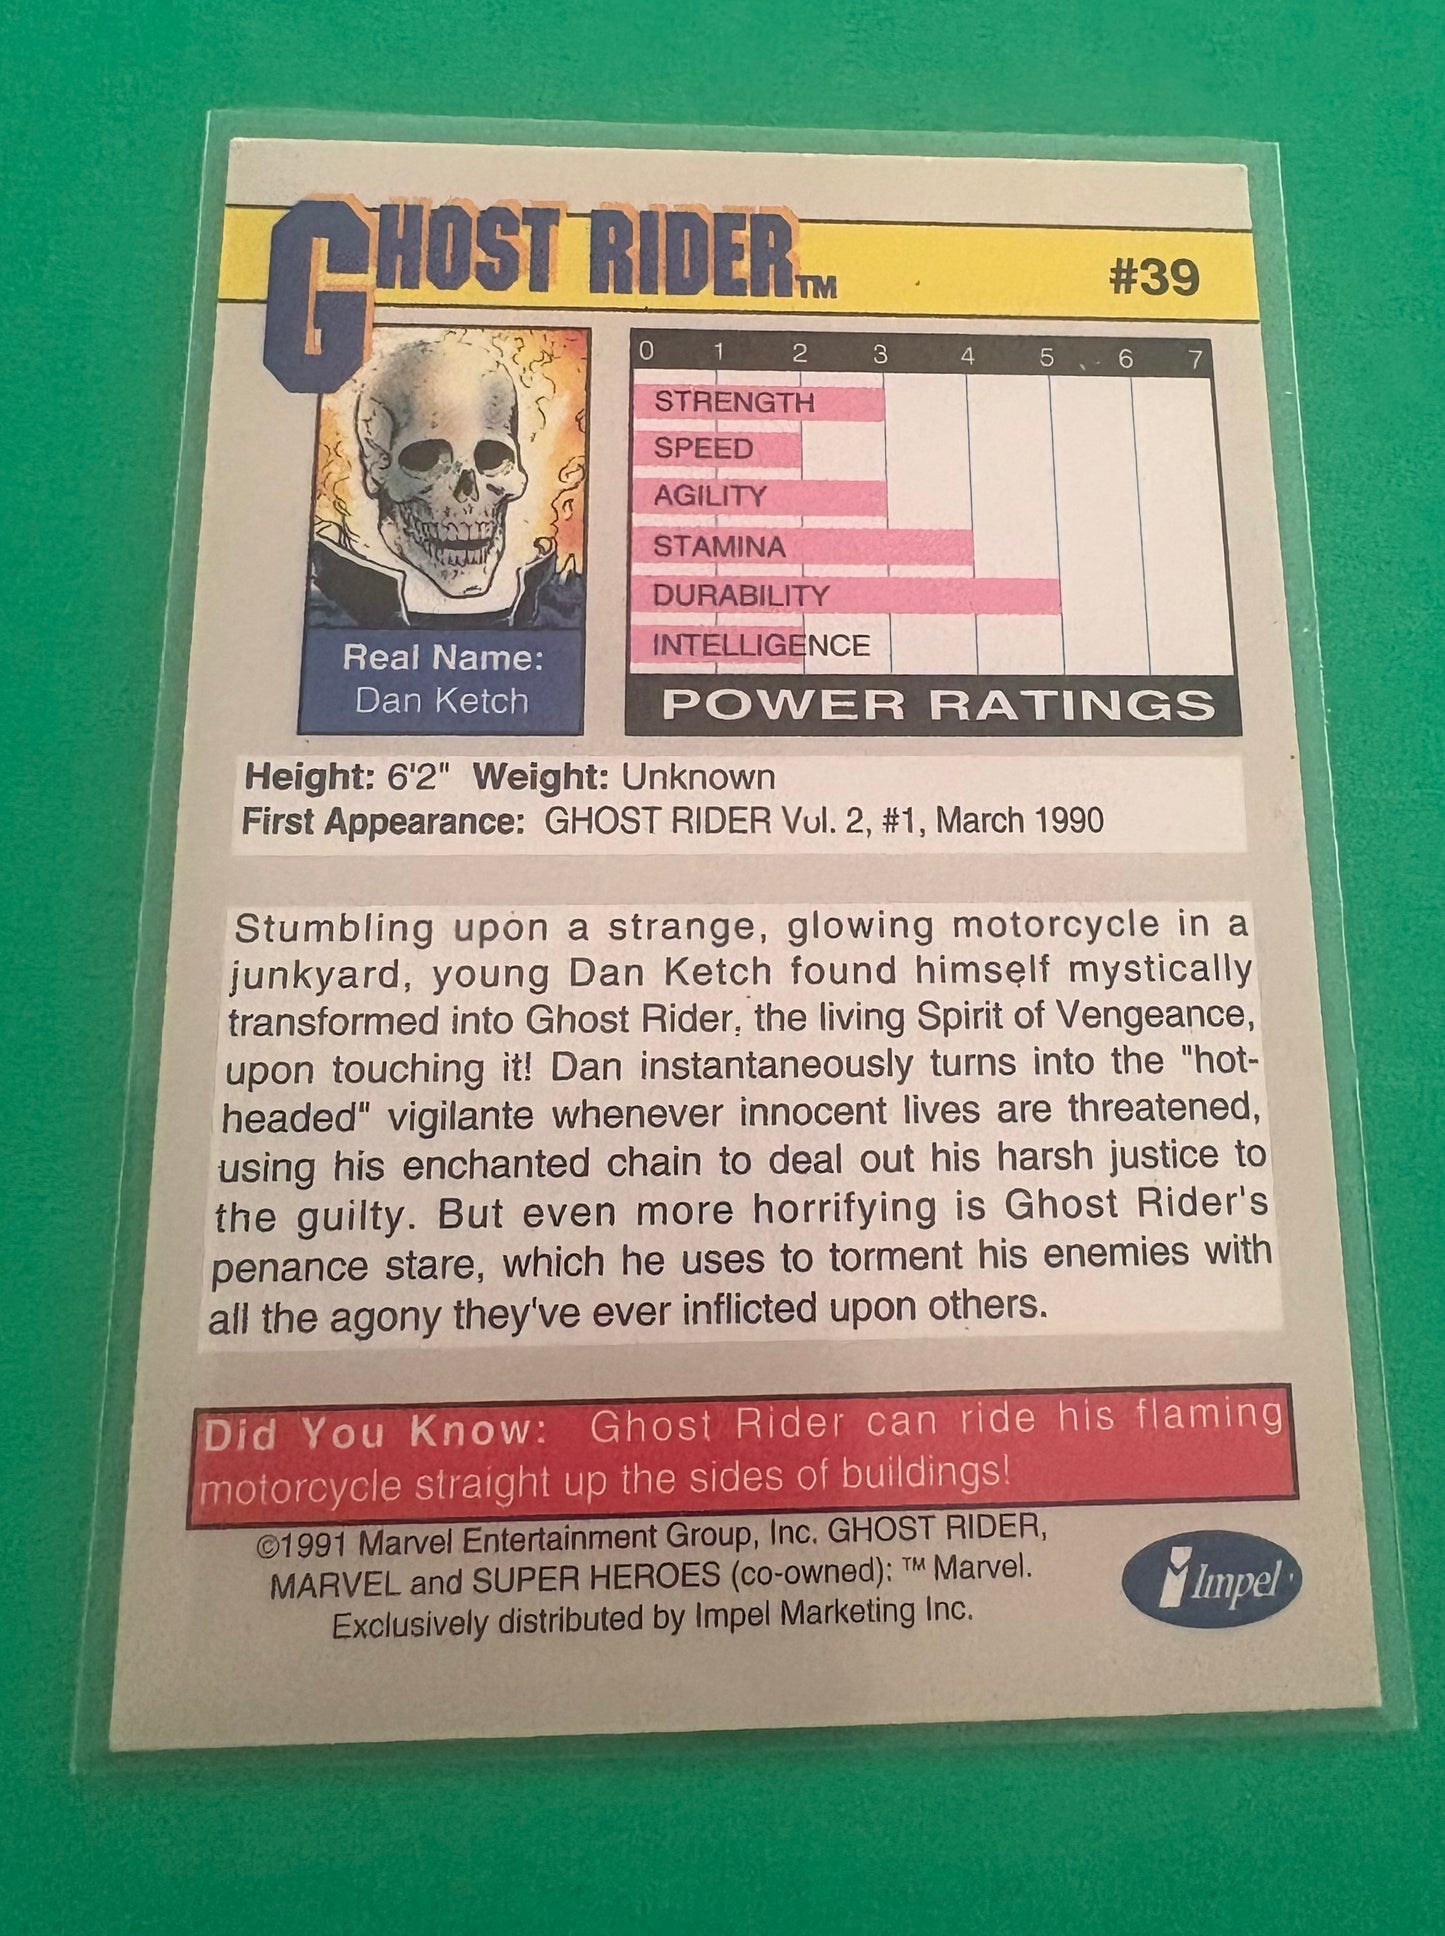 GHOST RIDER™ #39
0 1 2 3 4 5 6 7
STRENGTH
SPEED
AGILITY
STAMINA
DURABILITY
INTELLIGENCE
POWER RATINGS
Real Name:
Dan Ketch
Height: 6'2" Weight: Unknown
First Appearance: GHOST RIDER Vol. 2, #1, March 1990
Stumbling upon a strange, glowing motorcycle in a
junkyard, young Dan Ketch found himself mystically
transformed into Ghost Rider, the living Spirit of Vengeance,
upon touching it! Dan instantaneously turns into the "hot-
headed" vigilante whenever innocent lives are threatened,
using his enchanted chain to deal out his harsh justice to
the guilty. But even more horrifying is Ghost Rider's
penance stare, which he uses to torment his enemies with
all the agony they've ever inflicted upon others.
Did You Know: Ghost Rider can ride his flaming
motorcycle straight up the sides of buildings!
©1991 Marvel Entertainment Group, Inc. GHOST RIDER,
MARVEL and SUPER HEROES (co-owned): ™ Marvel.
Exclusively distributed by Impel Marketing Inc.
Impel